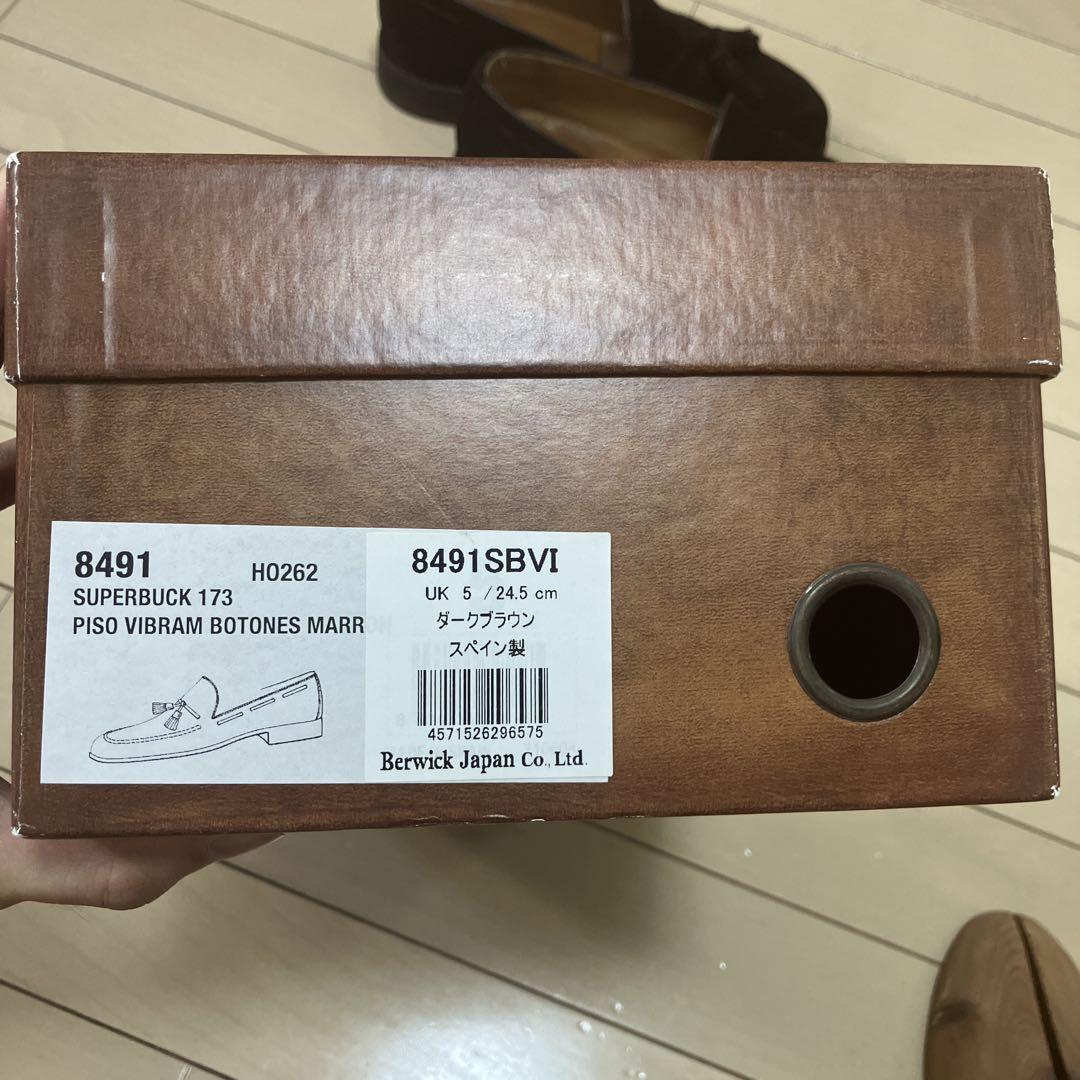 8491 HO262
SUPERBUCK 173
PISO VIBRAM BOTONES MARR
8491SBVI
UK 5 / 24.5 cm
ダークブラウン
スペイン製
4571526296575
Berwick Japan Co., Ltd.